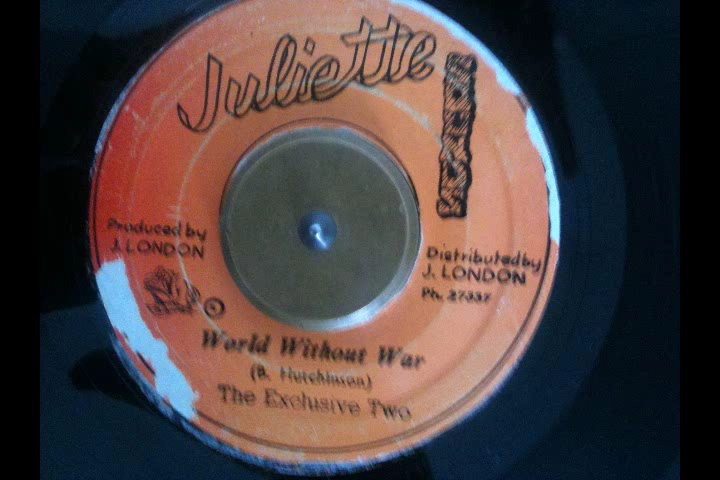 Juliette
Produced by
J. LONDON
Distributed by
J. LONDON
Ph. 27337
World Without War
(B. Hutchinson)
The Exclusive Two